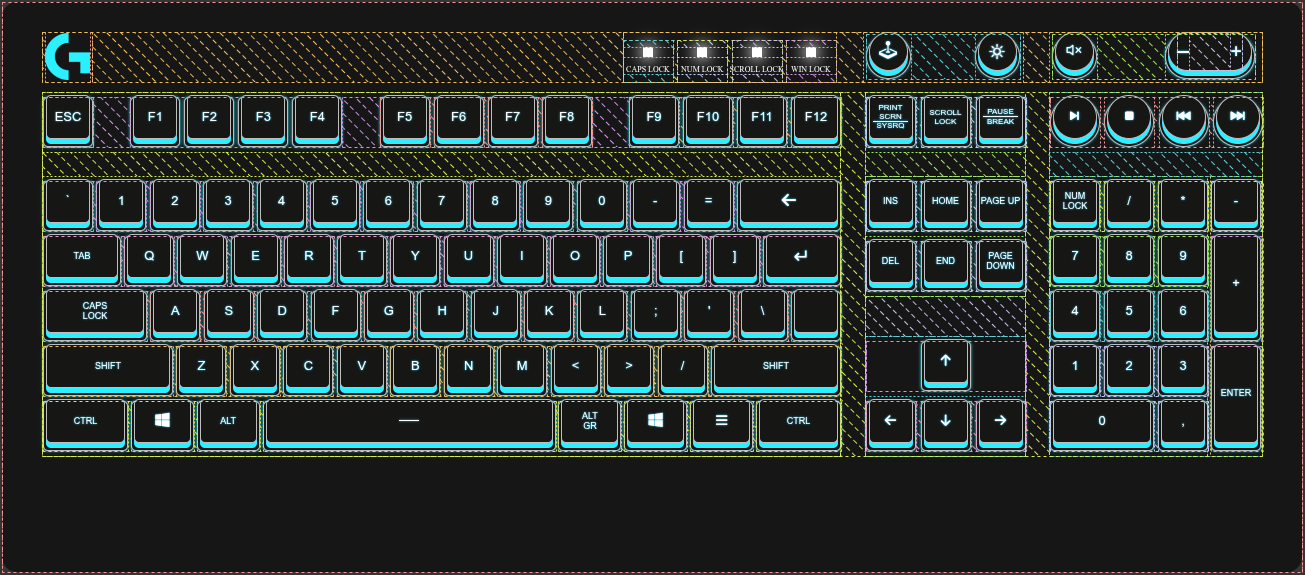 CAPS LOCK NUM LOCK SCROLL LOCK WIN LOCK − +
ESC F1 F2 F3 F4 F5 F6 F7 F8 F9 F10 F11 F12
PRINT
SCRN
SYSRQ
SCROLL
LOCK
PAUSE
BREAK
` 1 2 3 4 5 6 7 8 9 0 - = ←
INS HOME PAGE UP
NUM
LOCK
/ * -
TAB Q W E R T Y U I O P [ ] ↵
DEL END
PAGE
DOWN
7 8 9 +
CAPS
LOCK
A S D F G H J K L ; ' \
4 5 6
SHIFT Z X C V B N M < > / SHIFT
↑
1 2 3 ENTER
CTRL ALT —
ALT
GR
☰ CTRL
← ↓ →
0 ,